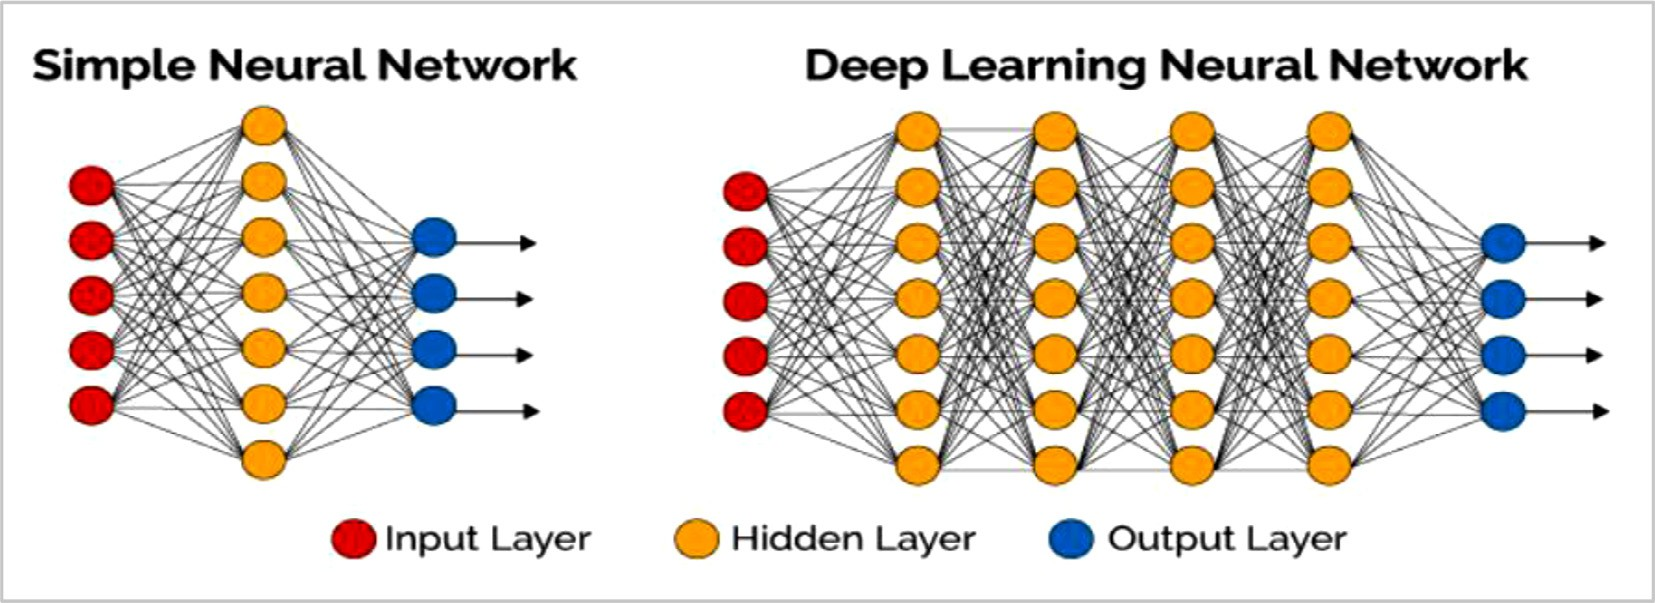 Simple Neural Network
Deep Learning Neural Network
Input Layer
Hidden Layer
Output Layer